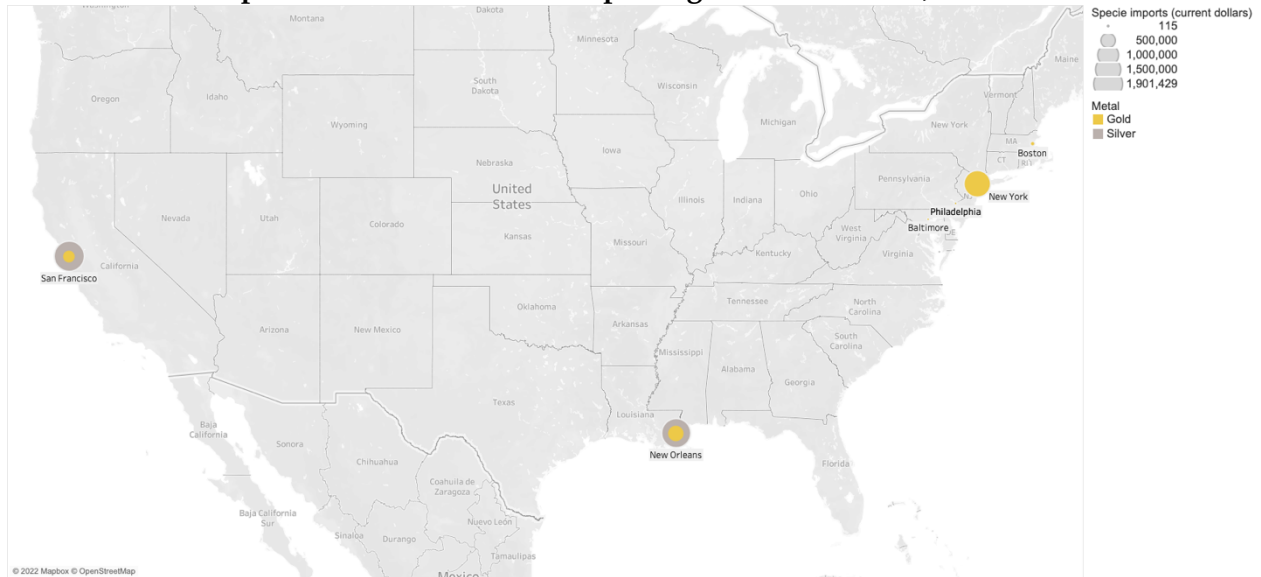 Specie imports (current dollars)
115
500,000
1,000,000
1,500,000
1,901,429
Metal
Gold
Silver
Montana
Dakota
Minnesota
Maine
Oregon
Idaho
South
Dakota
Wisconsin
Vermont
Wyoming
Michigan
New York
MA
Boston
Iowa
CT
RI
Nebraska
Nevada
Utah
United
States
Illinois
Indiana
Ohio
Pennsylvania
New York
Philadelphia
Colorado
Kansas
Missouri
West
Virginia
Baltimore
San Francisco
California
Kentucky
Virginia
Arizona
New Mexico
Oklahoma
Arkansas
Tennessee
North
Carolina
Mississippi
Alabama
Georgia
South
Carolina
Texas
Louisiana
New Orleans
Florida
Baja
California
Sonora
Chihuahua
Coahuila de
Zaragoza
Baja California
Sur
Sinaloa
Durango
Nuevo León
Tamaulipas
Mexico
© 2022 Mapbox © OpenStreetMap